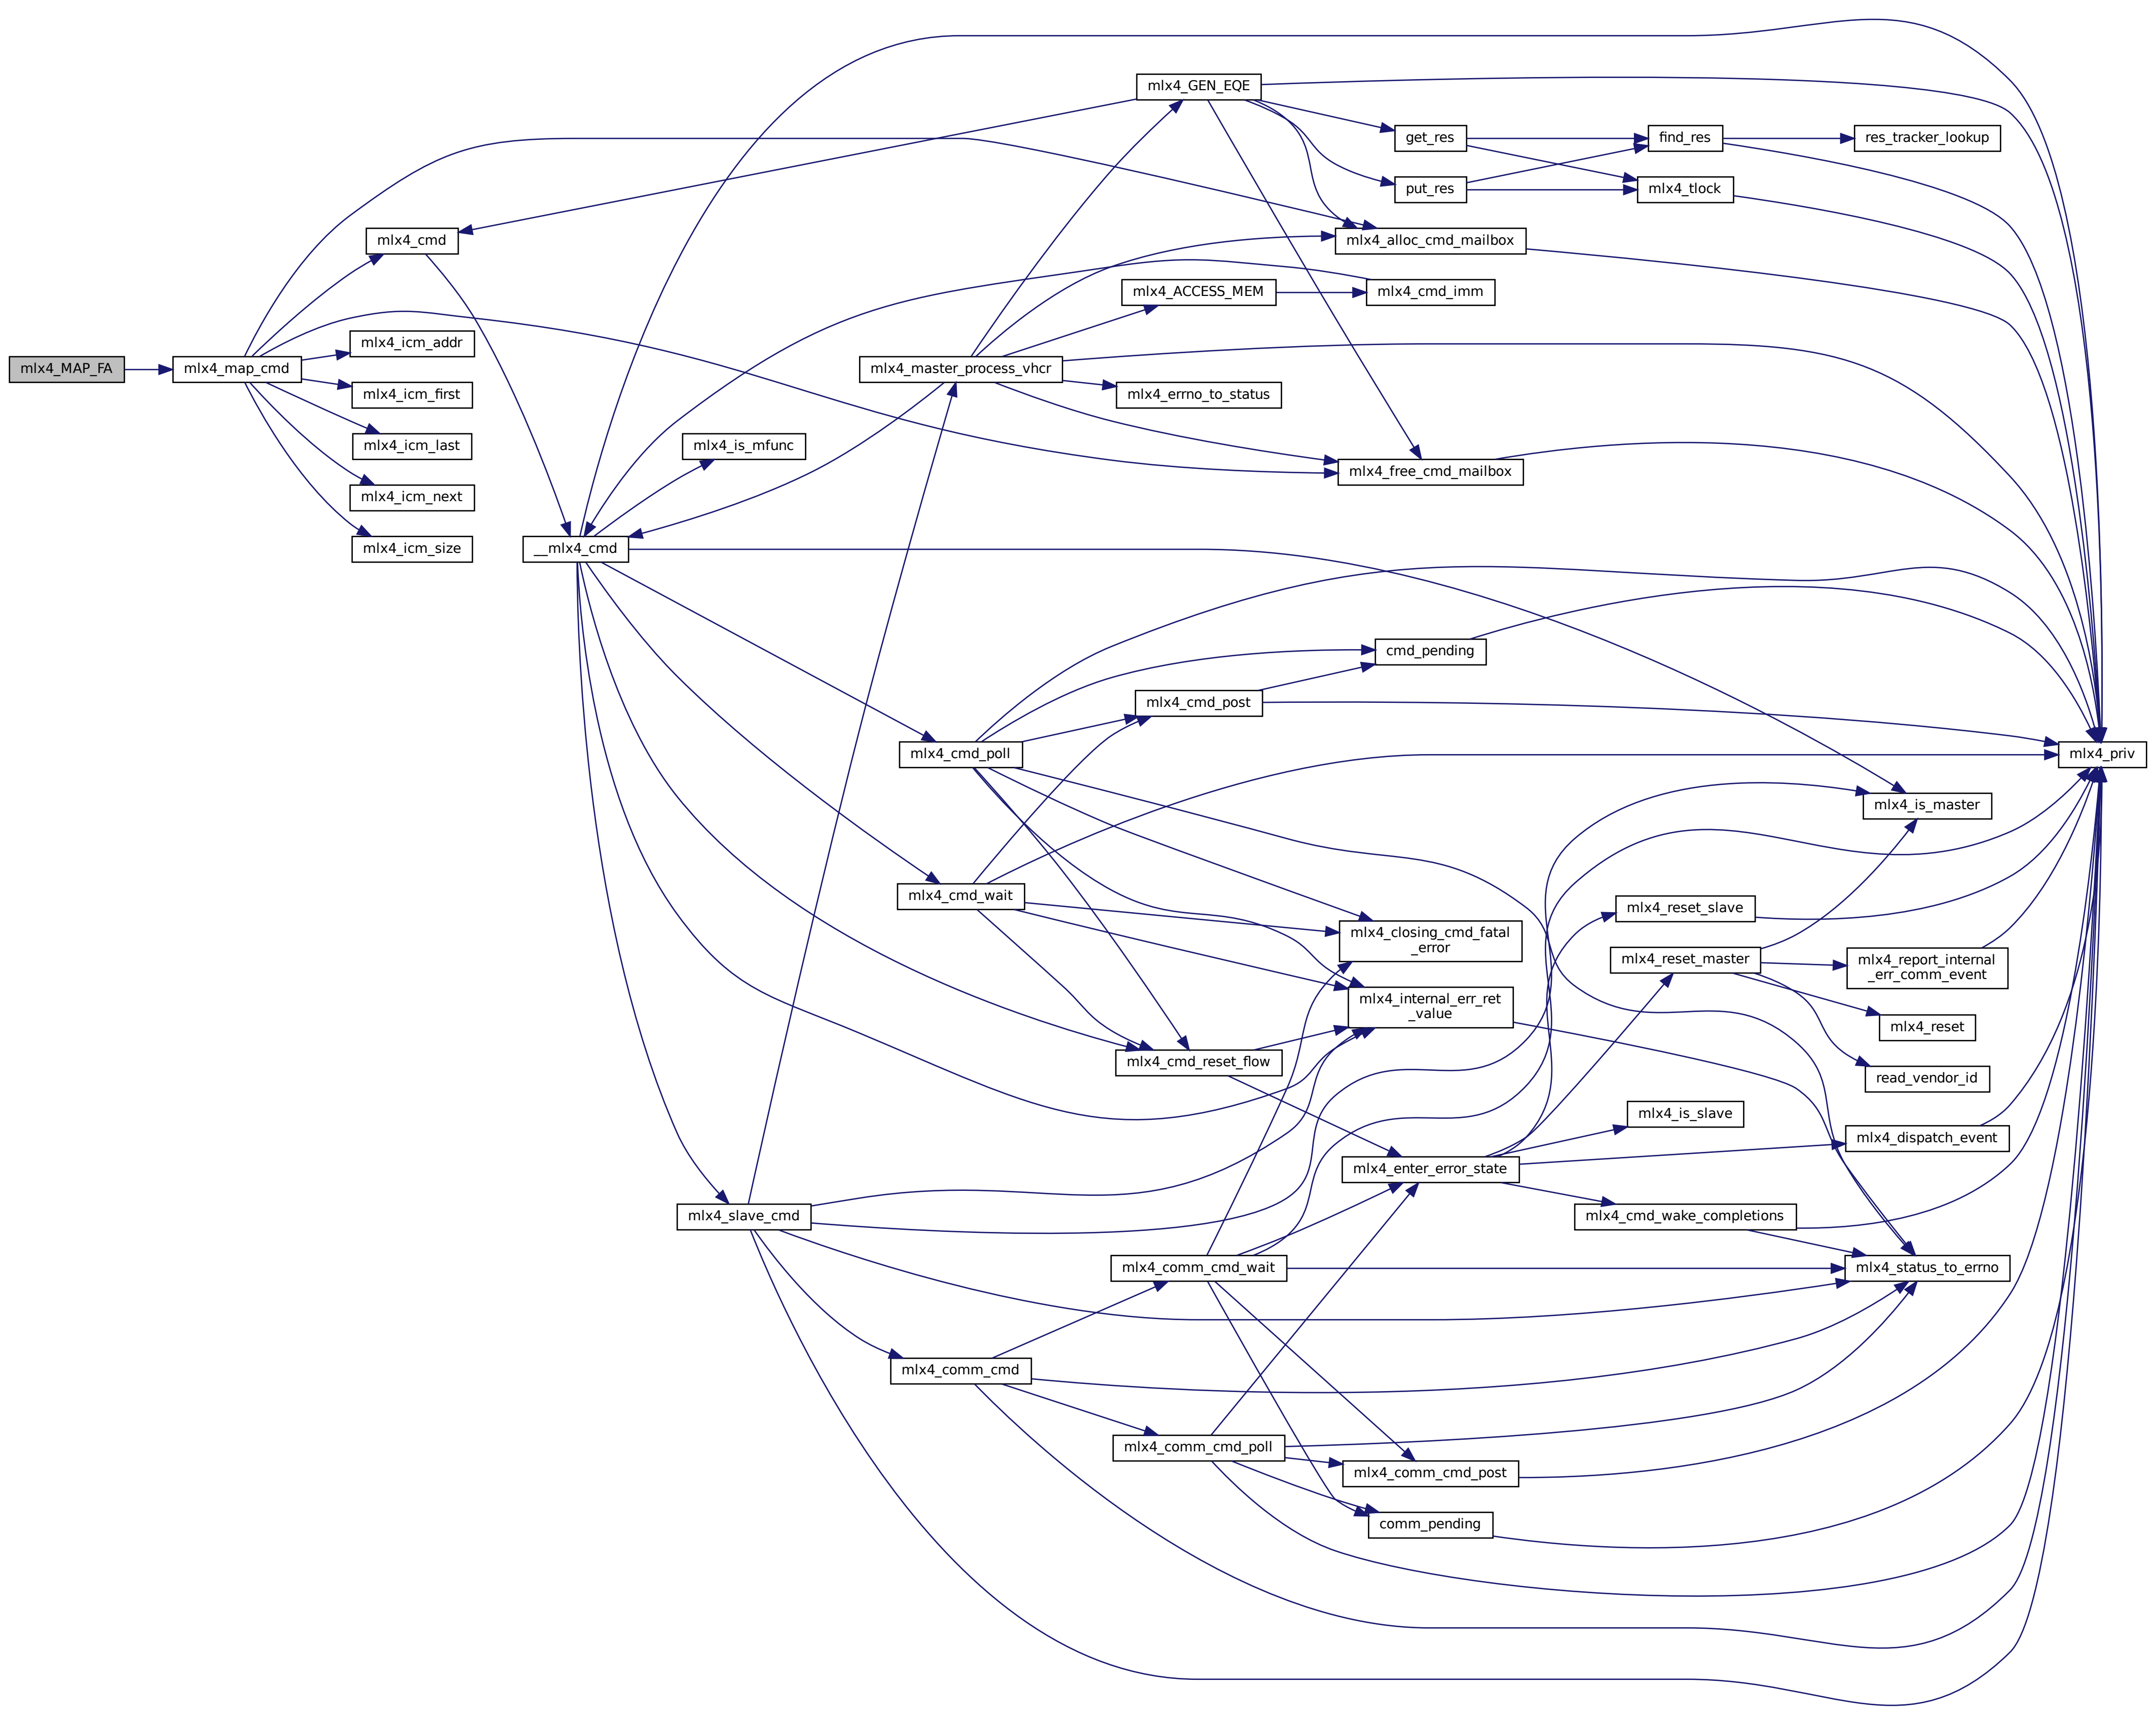 mlx4_MAP_FA
mlx4_map_cmd
mlx4_cmd
mlx4_icm_addr
mlx4_icm_first
mlx4_icm_last
mlx4_icm_next
mlx4_icm_size
__mlx4_cmd
mlx4_is_mfunc
mlx4_slave_cmd
mlx4_master_process_vhcr
mlx4_cmd_poll
mlx4_cmd_wait
mlx4_comm_cmd
mlx4_GEN_EQE
mlx4_ACCESS_MEM
mlx4_errno_to_status
mlx4_cmd_post
mlx4_cmd_reset_flow
mlx4_comm_cmd_wait
mlx4_comm_cmd_poll
get_res
put_res
mlx4_alloc_cmd_mailbox
mlx4_cmd_imm
mlx4_free_cmd_mailbox
cmd_pending
mlx4_closing_cmd_fatal
_error
mlx4_internal_err_ret
_value
mlx4_enter_error_state
mlx4_comm_cmd_post
comm_pending
find_res
mlx4_tlock
mlx4_reset_slave
mlx4_reset_master
mlx4_is_slave
mlx4_cmd_wake_completions
res_tracker_lookup
mlx4_is_master
mlx4_report_internal
_err_comm_event
mlx4_reset
read_vendor_id
mlx4_dispatch_event
mlx4_status_to_errno
mlx4_priv